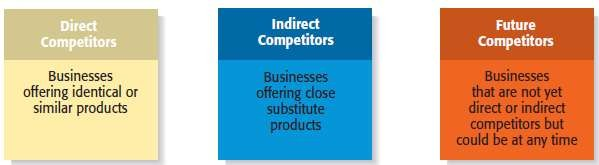 Direct
Competitors
Businesses
offering identical or
similar products
Indirect
Competitors
Businesses
offering close
substitute
products
Future
Competitors
Businesses
that are not yet
direct or indirect
competitors but
could be at any time